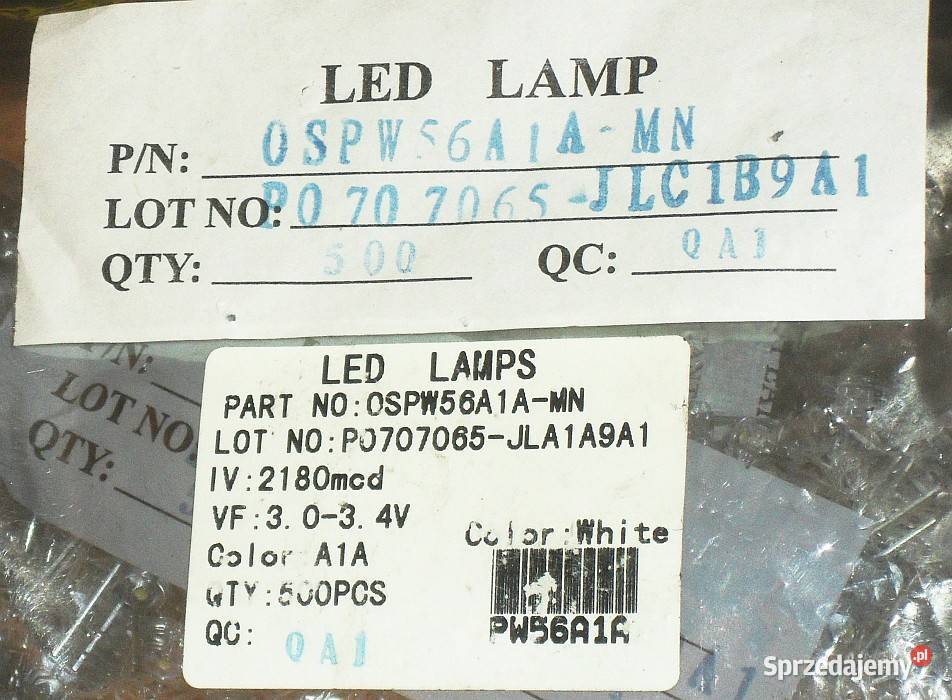 LED LAMP
P/N: OSPW56A1A-MN
LOT NO: P0707065-JLC1B9A1
QTY: 500 QC: QA1
P/N:
LOT NO
QTY:
LED LAMPS
PART NO:OSPW56A1A-MN
LOT NO:P0707065-JLA1A9A1
IV:2180mcd
VF:3.0-3.4V
Color:White
Color A1A
QTY:500PCS
QC: QA1
PW56A1A
Sprzedajemy.pl